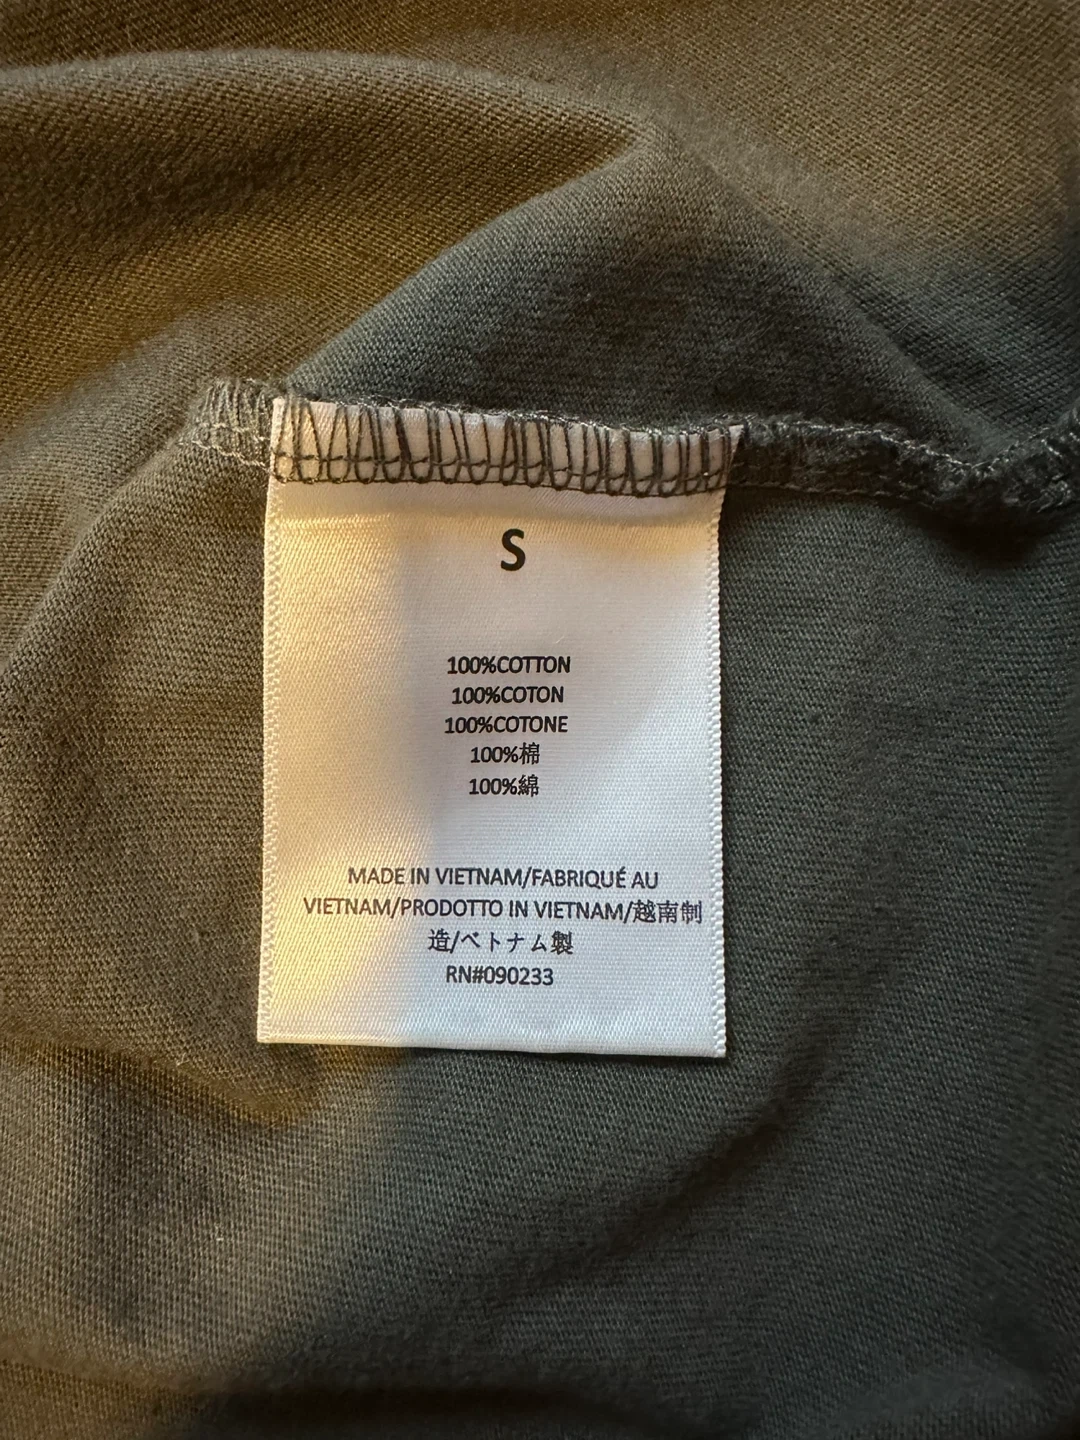 S
100%COTTON
100%COTON
100%COTONE
100%棉
100%綿
MADE IN VIETNAM/FABRIQUÉ AU
VIETNAM/PRODOTTO IN VIETNAM/越南制
造/ベトナム製
RN#090233